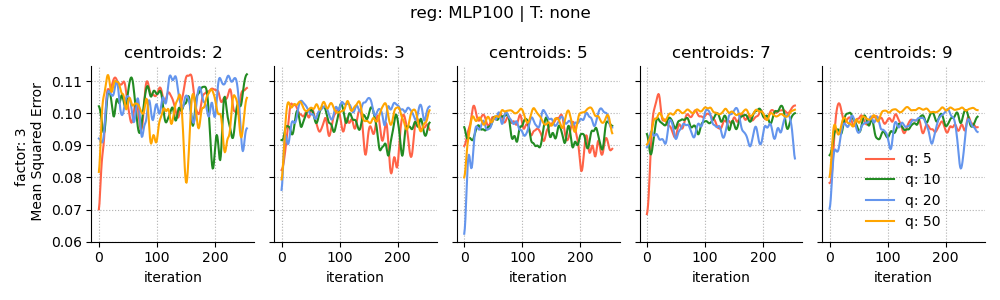 reg: MLP100 | T: none
centroids: 2
centroids: 3
centroids: 5
centroids: 7
centroids: 9
factor: 3
Mean Squared Error
0.11
0.10
0.09
0.08
0.07
0.06
q: 5
q: 10
q: 20
q: 50
0 100 200
0 100 200
0 100 200
0 100 200
0 100 200
iteration
iteration
iteration
iteration
iteration